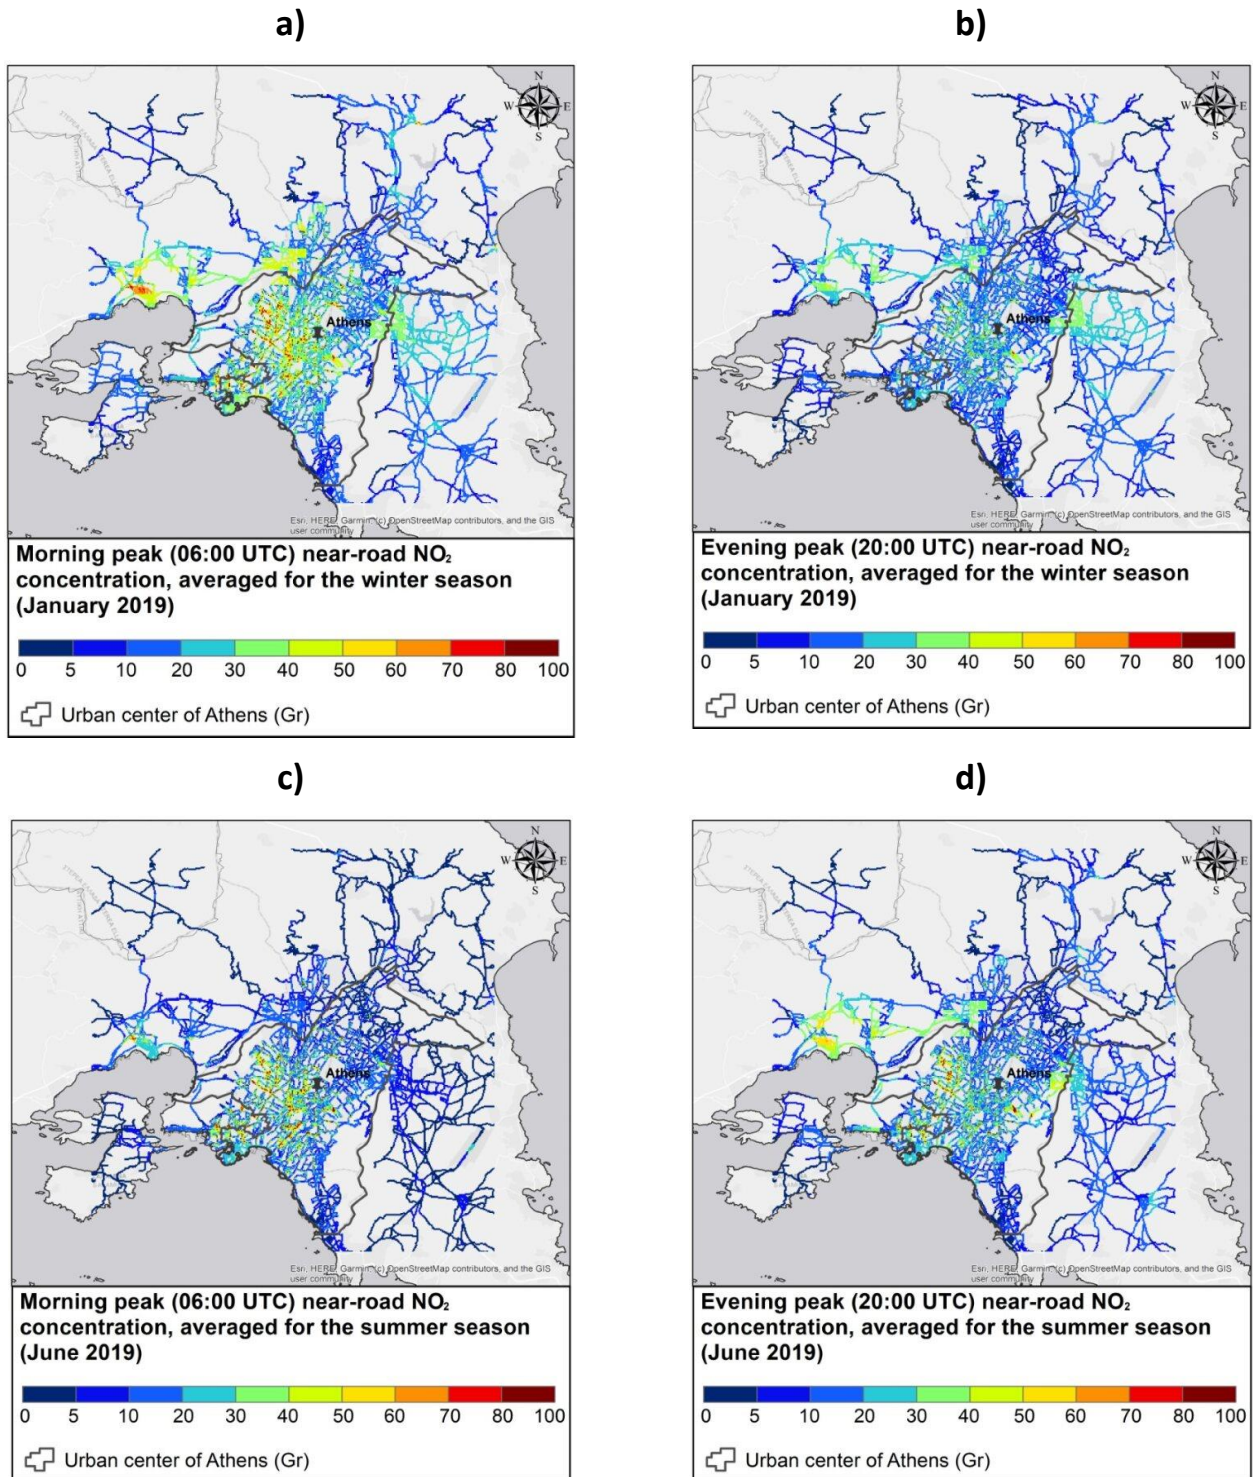 a)
N
W E
S
Athens
Esri, HERE, Garmin, (c) OpenStreetMap contributors, and the GIS
user community
Morning peak (06:00 UTC) near-road NO₂
concentration, averaged for the winter season
(January 2019)
0 5 10 20 30 40 50 60 70 80 100
Urban center of Athens (Gr)
b)
N
W E
S
Athens
Esri, HERE, Garmin, (c) OpenStreetMap contributors, and the GIS
user community
Evening peak (20:00 UTC) near-road NO₂
concentration, averaged for the winter season
(January 2019)
0 5 10 20 30 40 50 60 70 80 100
Urban center of Athens (Gr)
c)
N
W E
S
Athens
Esri, HERE, Garmin, (c) OpenStreetMap contributors, and the GIS
user community
Morning peak (06:00 UTC) near-road NO₂
concentration, averaged for the summer season
(June 2019)
0 5 10 20 30 40 50 60 70 80 100
Urban center of Athens (Gr)
d)
N
W E
S
Athens
Esri, HERE, Garmin, (c) OpenStreetMap contributors, and the GIS
user community
Evening peak (20:00 UTC) near-road NO₂
concentration, averaged for the summer season
(June 2019)
0 5 10 20 30 40 50 60 70 80 100
Urban center of Athens (Gr)